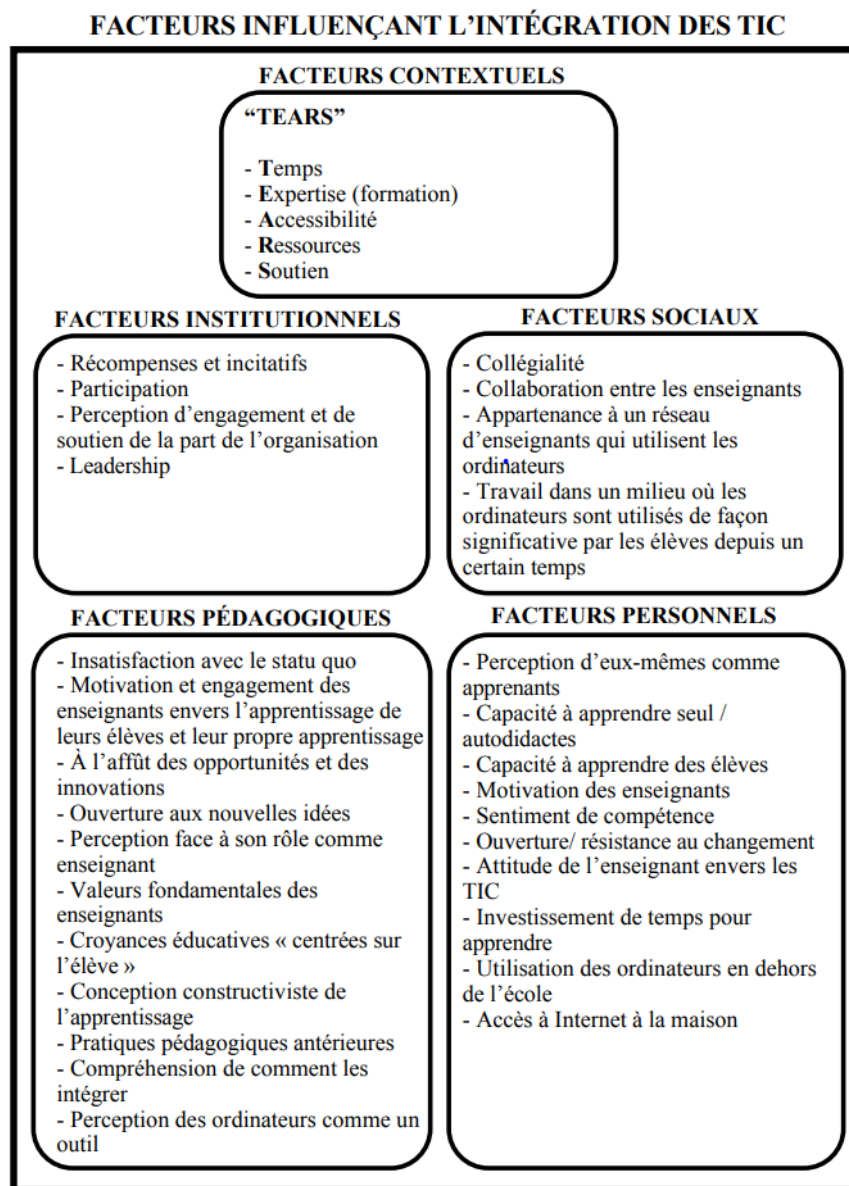 FACTEURS INFLUENÇANT L’INTÉGRATION DES TIC
FACTEURS CONTEXTUELS
“TEARS”
- Temps
- Expertise (formation)
- Accessibilité
- Ressources
- Soutien
FACTEURS INSTITUTIONNELS
- Récompenses et incitatifs
- Participation
- Perception d’engagement et de
soutien de la part de l’organisation
- Leadership
FACTEURS SOCIAUX
- Collégialité
- Collaboration entre les enseignants
- Appartenance à un réseau
d’enseignants qui utilisent les
ordinateurs
- Travail dans un milieu où les
ordinateurs sont utilisés de façon
significative par les élèves depuis un
certain temps
FACTEURS PÉDAGOGIQUES
- Insatisfaction avec le statu quo
- Motivation et engagement des
enseignants envers l’apprentissage de
leurs élèves et leur propre apprentissage
- À l’affût des opportunités et des
innovations
- Ouverture aux nouvelles idées
- Perception face à son rôle comme
enseignant
- Valeurs fondamentales des
enseignants
- Croyances éducatives « centrées sur
l’élève »
- Conception constructiviste de
l’apprentissage
- Pratiques pédagogiques antérieures
- Compréhension de comment les
intégrer
- Perception des ordinateurs comme un
outil
FACTEURS PERSONNELS
- Perception d’eux-mêmes comme
apprenants
- Capacité à apprendre seul /
autodidactes
- Capacité à apprendre des élèves
- Motivation des enseignants
- Sentiment de compétence
- Ouverture/ résistance au changement
- Attitude de l’enseignant envers les
TIC
- Investissement de temps pour
apprendre
- Utilisation des ordinateurs en dehors
de l’école
- Accès à Internet à la maison